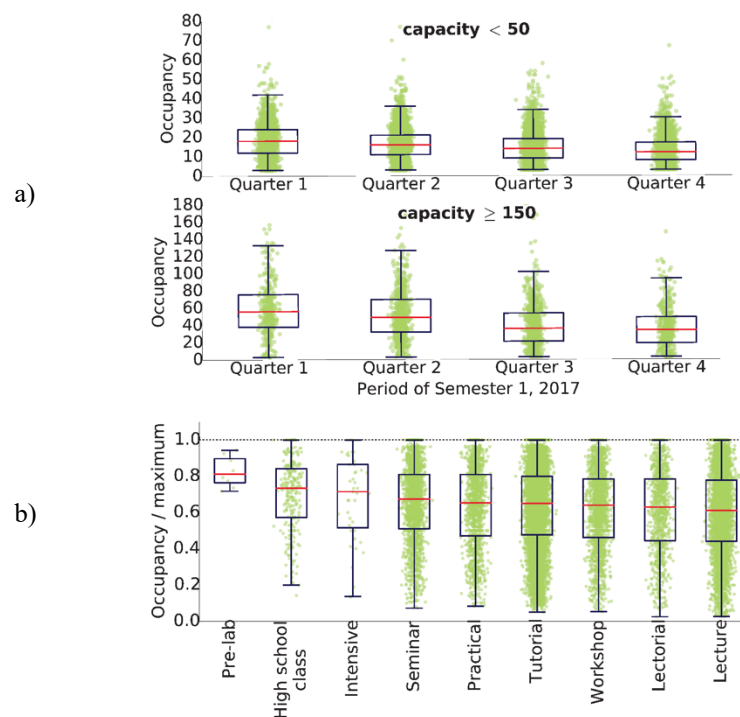 a)
80
70
60
50
40
30
20
10
0
Occupancy
capacity < 50
Quarter 1 Quarter 2 Quarter 3 Quarter 4
180
160
140
120
100
80
60
40
20
0
Occupancy
capacity ≥ 150
Quarter 1 Quarter 2 Quarter 3 Quarter 4
Period of Semester 1, 2017
b)
1.0
0.8
0.6
0.4
0.2
0.0
Occupancy / maximum
Pre-lab
High school
class
Intensive
Seminar
Practical
Tutorial
Workshop
Lectorial
Lecture